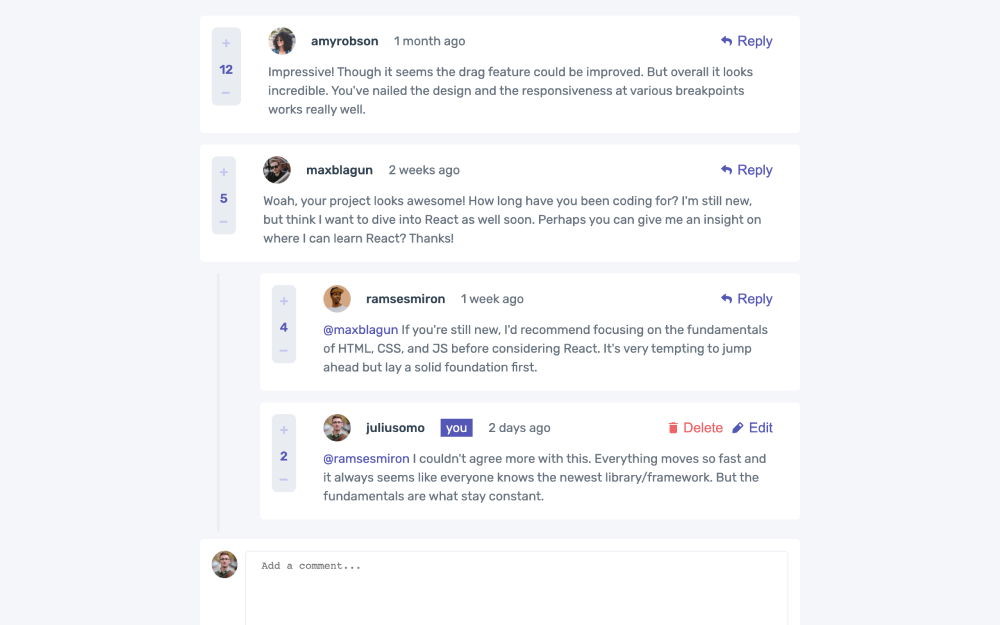 +
12
−
amyrobson 1 month ago Reply
Impressive! Though it seems the drag feature could be improved. But overall it looks
incredible. You've nailed the design and the responsiveness at various breakpoints
works really well.
+
5
−
maxblagun 2 weeks ago Reply
Woah, your project looks awesome! How long have you been coding for? I'm still new,
but think I want to dive into React as well soon. Perhaps you can give me an insight on
where I can learn React? Thanks!
+
4
−
ramsesmiron 1 week ago Reply
@maxblagun If you're still new, I'd recommend focusing on the fundamentals
of HTML, CSS, and JS before considering React. It's very tempting to jump
ahead but lay a solid foundation first.
+
2
−
juliusomo you 2 days ago Delete Edit
@ramsesmiron I couldn't agree more with this. Everything moves so fast and
it always seems like everyone knows the newest library/framework. But the
fundamentals are what stay constant.
Add a comment...